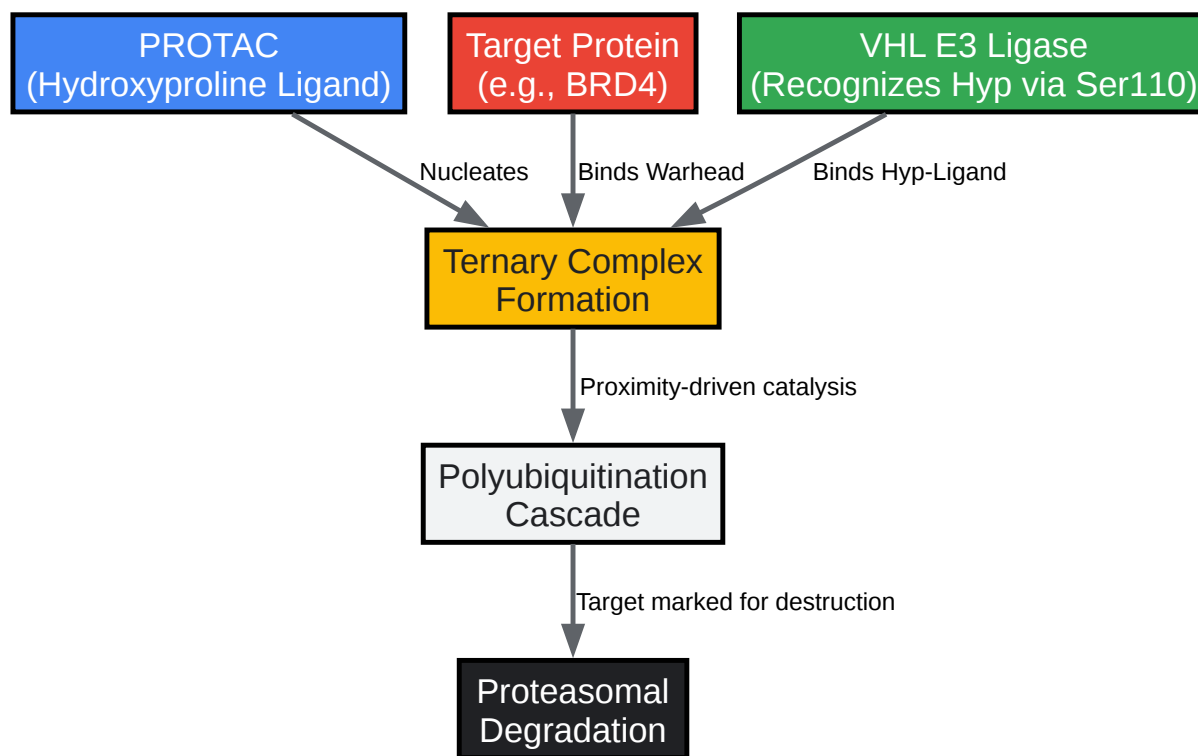 PROTAC
(Hydroxyproline Ligand)
Target Protein
(e.g., BRD4)
VHL E3 Ligase
(Recognizes Hyp via Ser110)
Nucleates
Binds Warhead
Binds Hyp-Ligand
Ternary Complex
Formation
Proximity-driven catalysis
Polyubiquitination
Cascade
Target marked for destruction
Proteasomal
Degradation